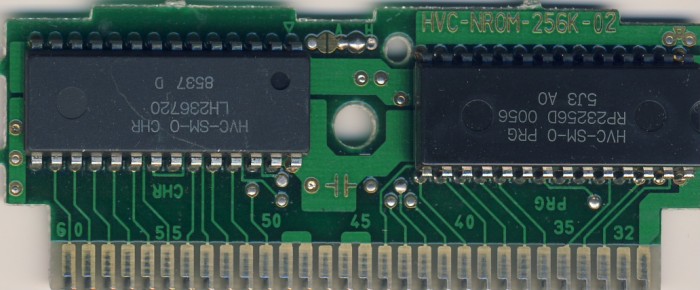 HVC-NROM-256K-02
A H
8537 D
LH236720
HVC-SM-0 CHR
5J3 A0
RP23256D 0056
HVC-SM-0 PRG
CHR
PRG
60 55 50 45 40 35 32